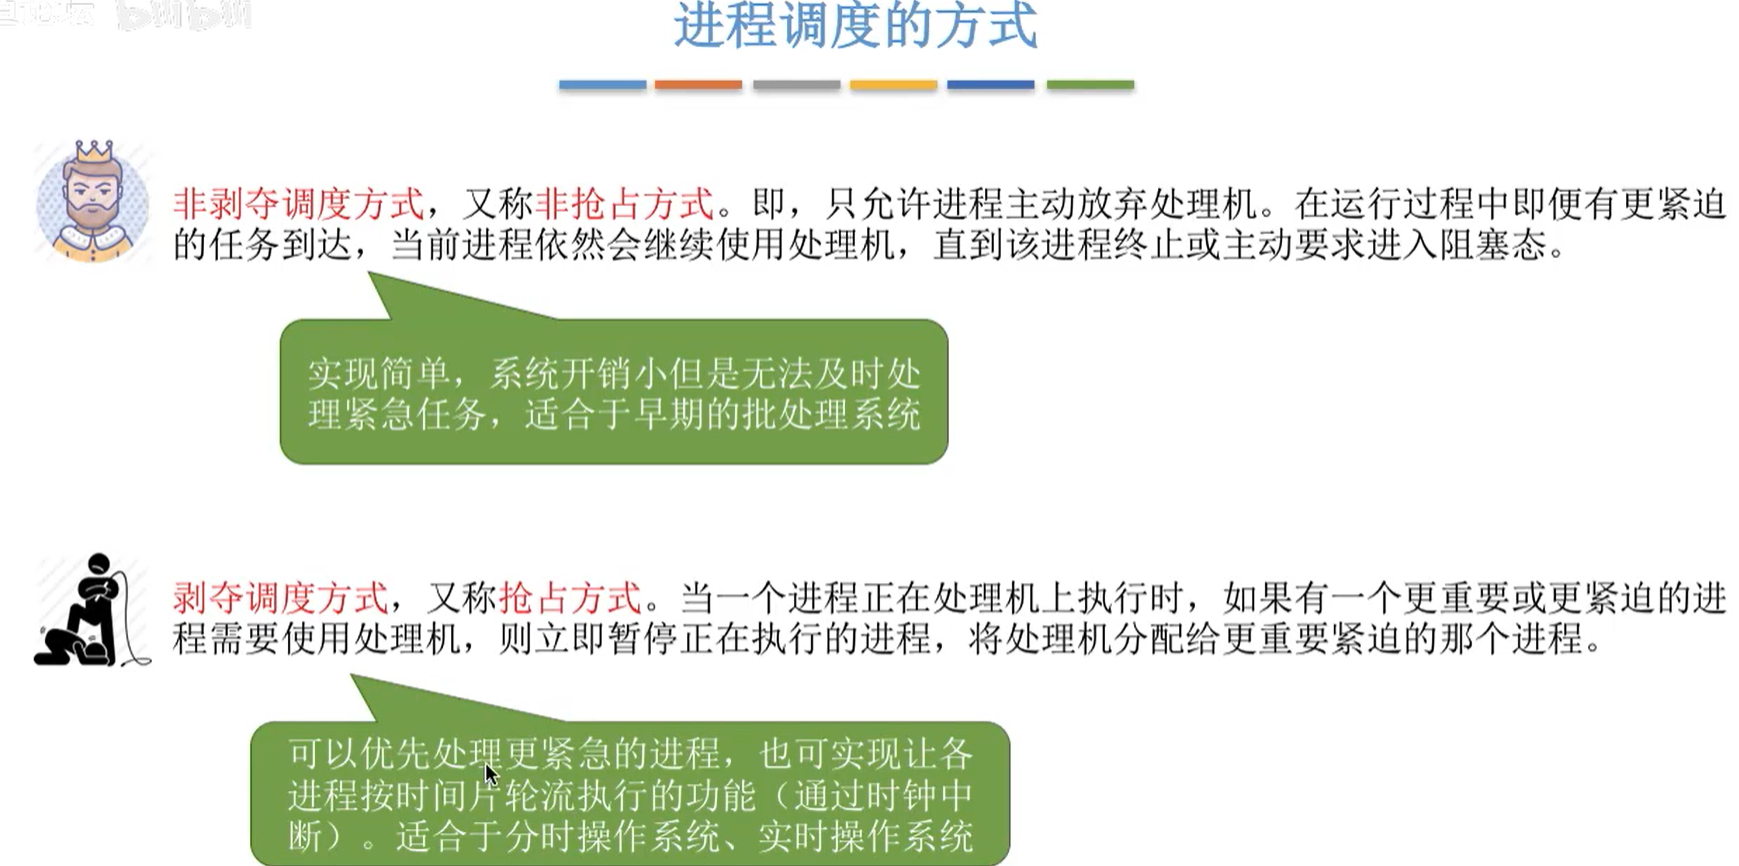 bilibili
进程调度的方式
非剥夺调度方式，又称非抢占方式。即，只允许进程主动放弃处理机。在运行过程中即便有更紧迫
的任务到达，当前进程依然会继续使用处理机，直到该进程终止或主动要求进入阻塞态。
实现简单，系统开销小但是无法及时处
理紧急任务，适合于早期的批处理系统
剥夺调度方式，又称抢占方式。当一个进程正在处理机上执行时，如果有一个更重要或更紧迫的进
程需要使用处理机，则立即暂停正在执行的进程，将处理机分配给更重要紧迫的那个进程。
可以优先处理更紧急的进程，也可实现让各
进程按时间片轮流执行的功能（通过时钟中
断）。适合于分时操作系统、实时操作系统